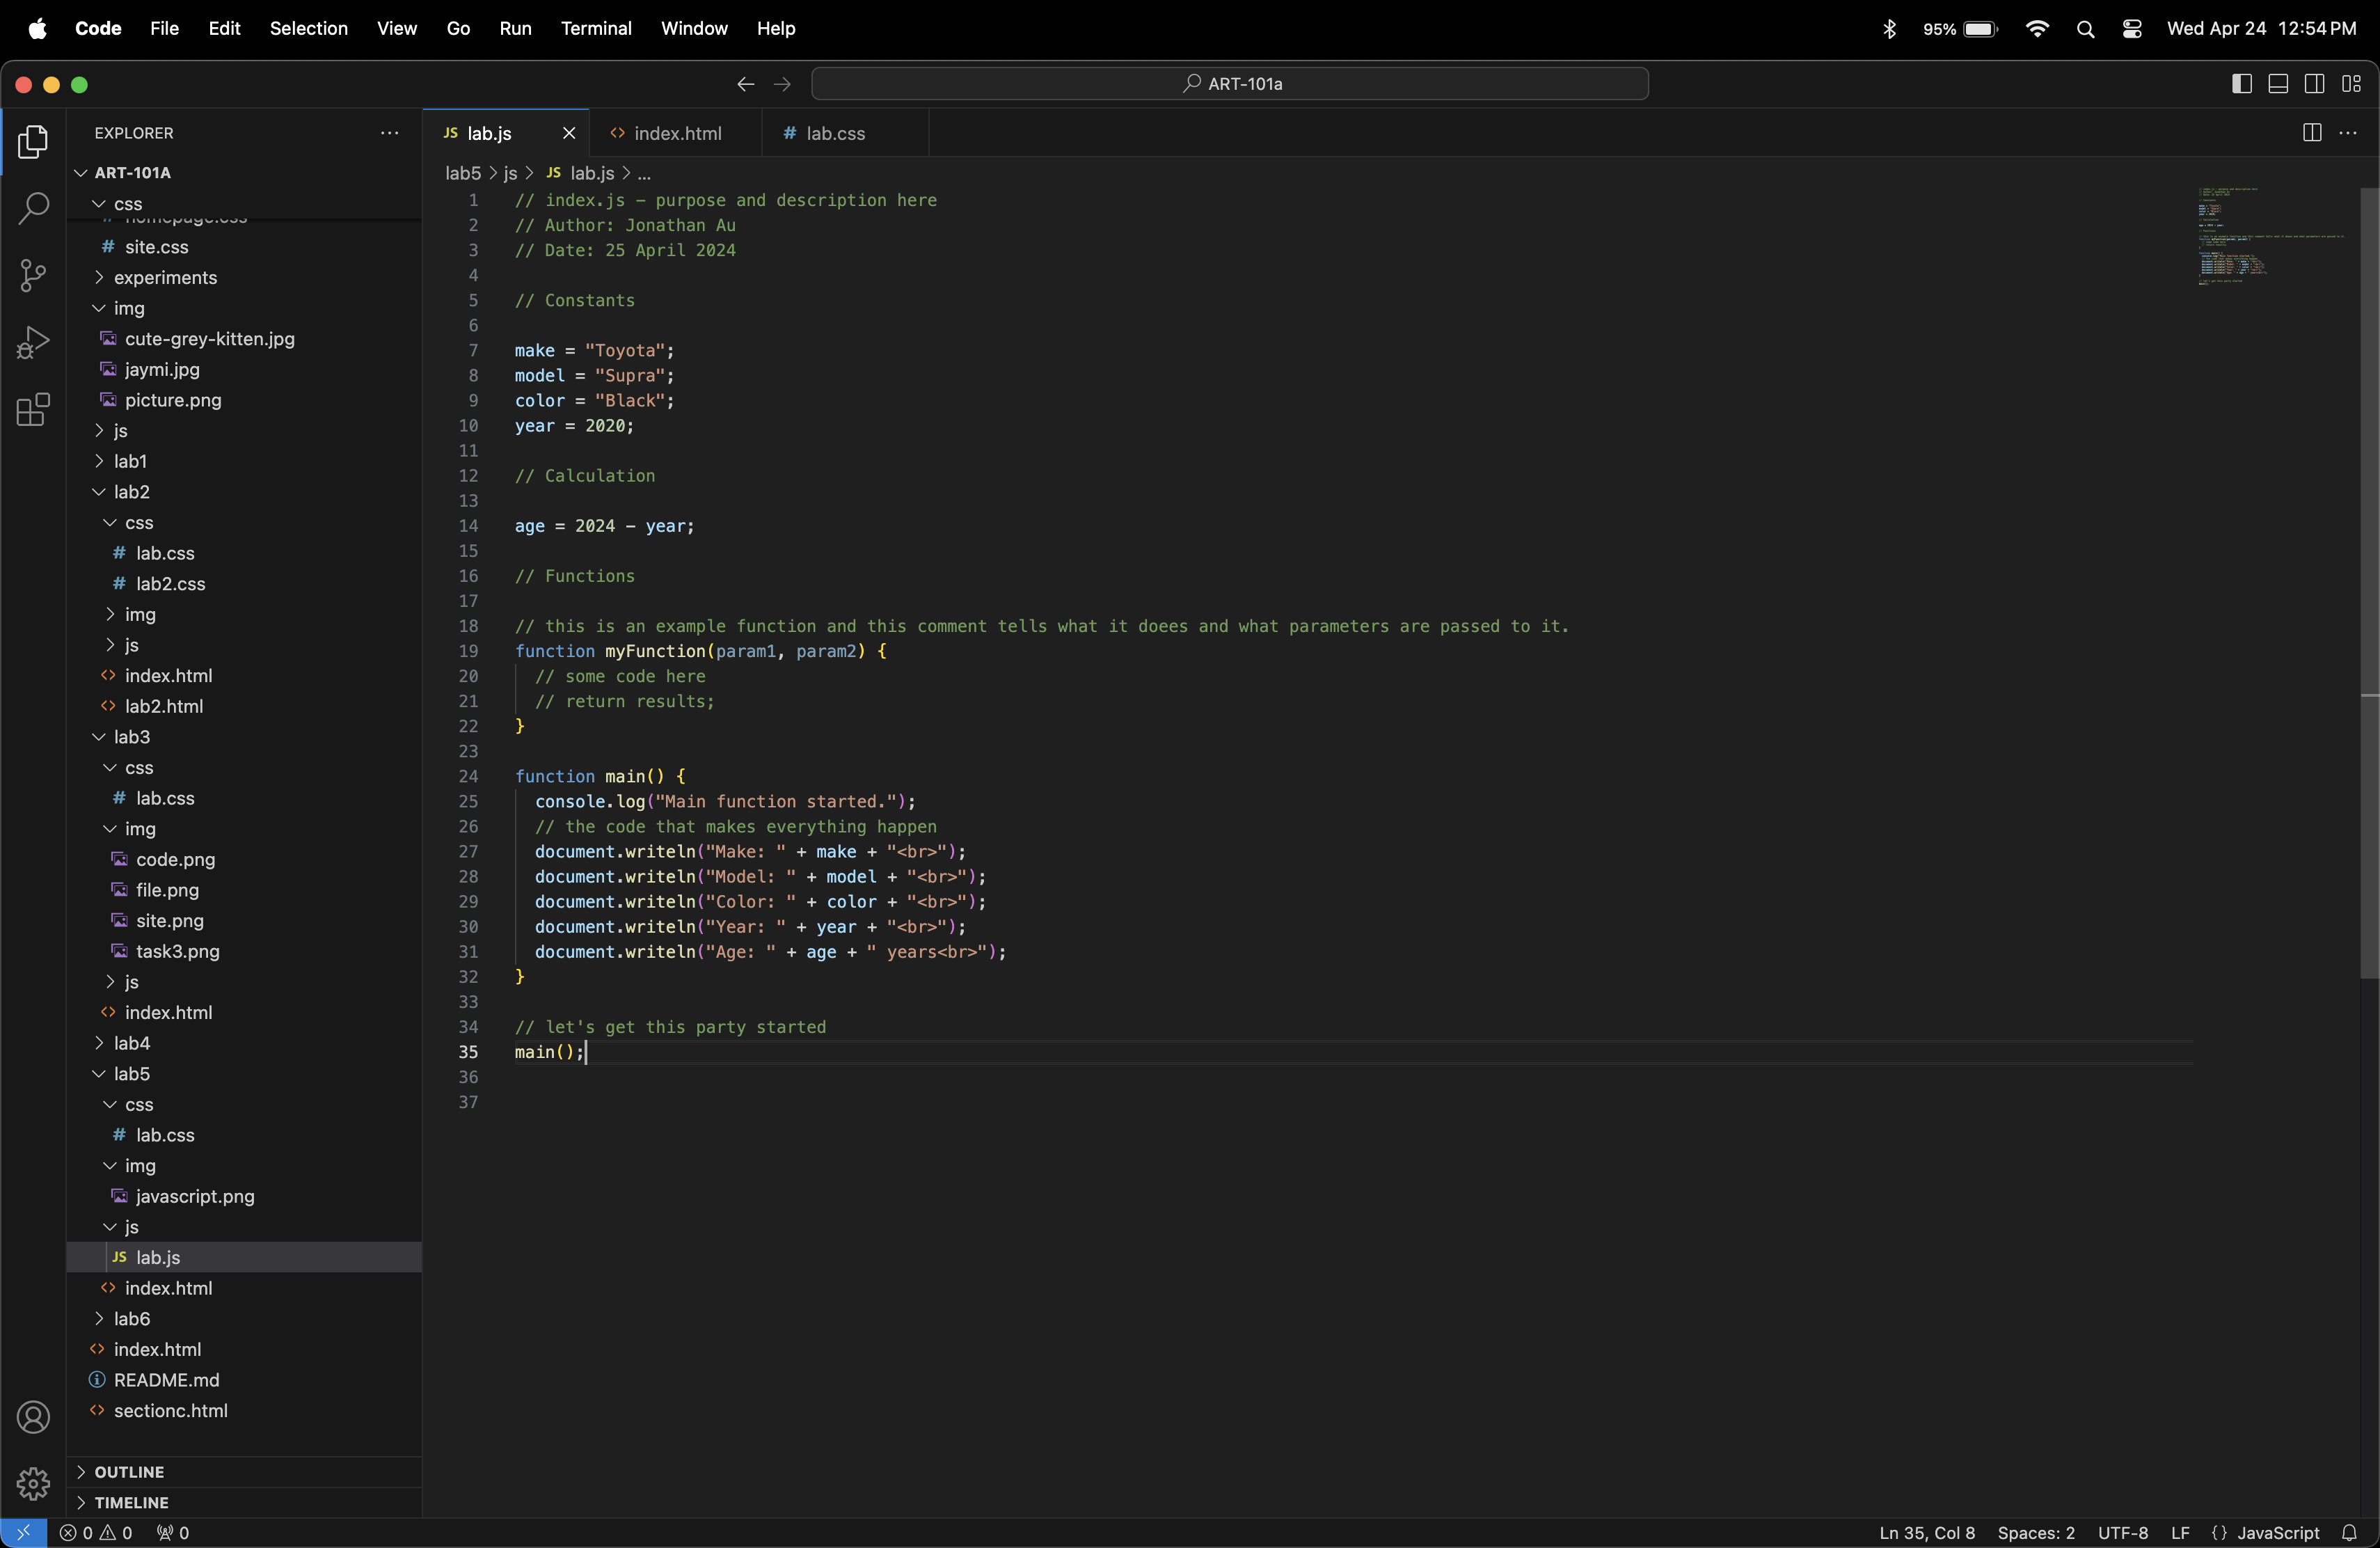 Code File Edit Selection View Go Run Terminal Window Help 95% Wed Apr 24 12:54 PM
ART-101a
EXPLORER
ART-101A
css
homepage.css
site.css
experiments
img
cute-grey-kitten.jpg
jaymi.jpg
picture.png
js
lab1
lab2
css
lab.css
lab2.css
img
js
index.html
lab2.html
lab3
css
lab.css
img
code.png
file.png
site.png
task3.png
js
index.html
lab4
lab5
css
lab.css
img
javascript.png
js
JS lab.js
index.html
lab6
index.html
README.md
sectionc.html
OUTLINE
TIMELINE
JS lab.js index.html # lab.css
lab5 > js > JS lab.js > ...
1 // index.js - purpose and description here
2 // Author: Jonathan Au
3 // Date: 25 April 2024
4
5 // Constants
6
7 make = "Toyota";
8 model = "Supra";
9 color = "Black";
10 year = 2020;
11
12 // Calculation
13
14 age = 2024 - year;
15
16 // Functions
17
18 // this is an example function and this comment tells what it doees and what parameters are passed to it.
19 function myFunction(param1, param2) {
20 // some code here
21 // return results;
22 }
23
24 function main() {
25 console.log("Main function started.");
26 // the code that makes everything happen
27 document.writeln("Make: " + make + "<br>");
28 document.writeln("Model: " + model + "<br>");
29 document.writeln("Color: " + color + "<br>");
30 document.writeln("Year: " + year + "<br>");
31 document.writeln("Age: " + age + " years<br>");
32 }
33
34 // let's get this party started
35 main();
36
37
0 0 0 Ln 35, Col 8 Spaces: 2 UTF-8 LF {} JavaScript